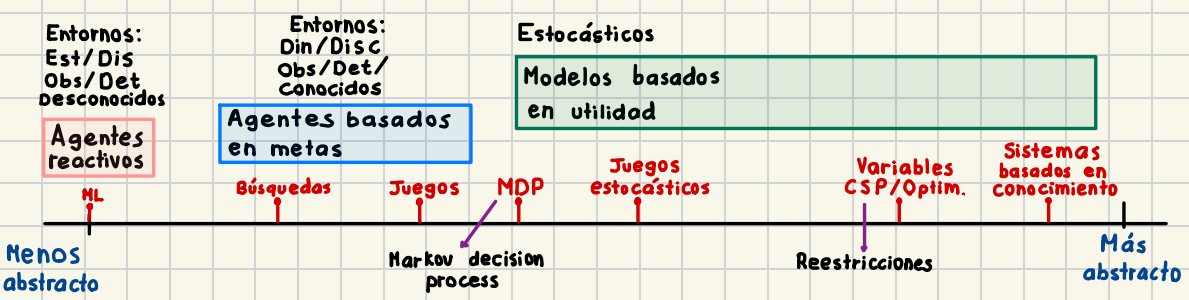 Entornos:
Est/Dis
Obs/Det
Desconocidos
Agentes
reactivos
ML
Entornos:
Din/Disc
Obs/Det/
Conocidos
Agentes basados
en metas
Búsquedas
Juegos
Estocásticos
Modelos basados
en utilidad
MDP
Juegos
estocásticos
Variables
CSP/Optim.
Sistemas
basados en
conocimiento
Menos
abstracto
Markov decision
process
Reestricciones
Más
abstracto